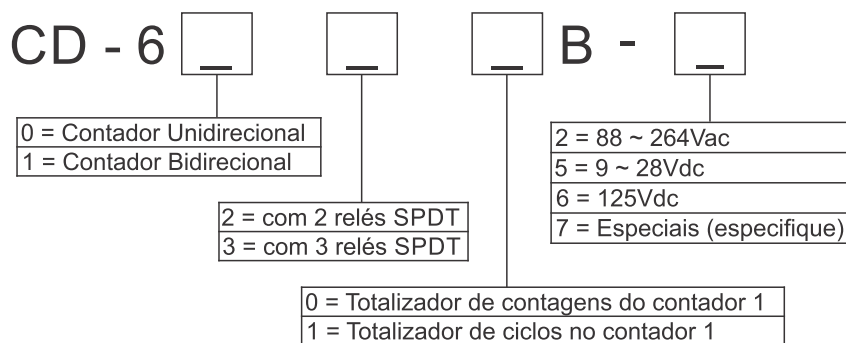 CD - 6 _ _ _ B - _
0 = Contador Unidirecional
1 = Contador Bidirecional
2 = 88 ~ 264Vac
5 = 9 ~ 28Vdc
6 = 125Vdc
7 = Especiais (especifique)
2 = com 2 relés SPDT
3 = com 3 relés SPDT
0 = Totalizador de contagens do contador 1
1 = Totalizador de ciclos no contador 1